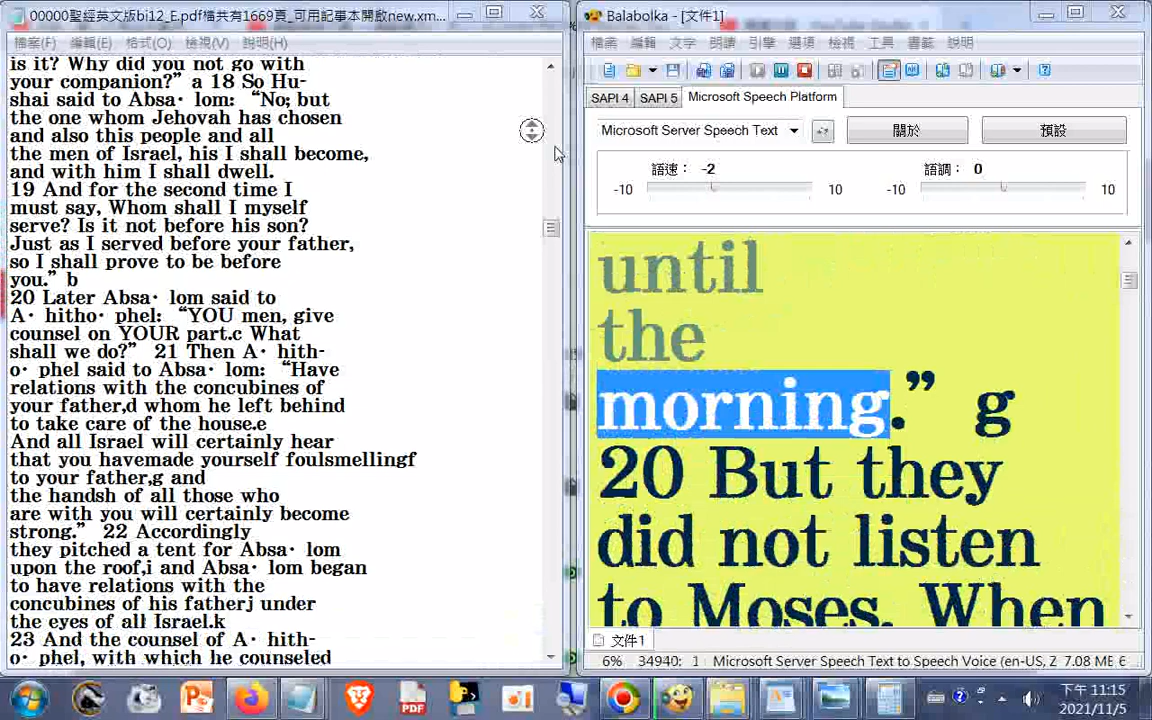 00000聖經英文版bi12_E.pdf檔共有1669頁_可用記事本開啟new.xm...
檔案(F) 編輯(E) 格式(O) 檢視(V) 說明(H)
is it? Why did you not go with
your companion?” a 18 So Hu-
shai said to Absa· lom: “No; but
the one whom Jehovah has chosen
and also this people and all
the men of Israel, his I shall become,
and with him I shall dwell.
19 And for the second time I
must say, Whom shall I myself
serve? Is it not before his son?
Just as I served before your father,
so I shall prove to be before
you.” b
20 Later Absa· lom said to
A· hitho· phel: “YOU men, give
counsel on YOUR part.c What
shall we do?” 21 Then A· hith-
o· phel said to Absa· lom: “Have
relations with the concubines of
your father,d whom he left behind
to take care of the house.e
And all Israel will certainly hear
that you havemade yourself foulsmellingf
to your father,g and
the handsh of all those who
are with you will certainly become
strong.” 22 Accordingly
they pitched a tent for Absa· lom
upon the roof,i and Absa· lom began
to have relations with the
concubines of his fatherj under
the eyes of all Israel.k
23 And the counsel of A· hith-
o· phel, with which he counseled
Balabolka - [文件1]
檔案 編輯 文字 朗讀 引擎 選項 檢視 工具 書籤 說明
SAPI 4 SAPI 5 Microsoft Speech Platform
Microsoft Server Speech Text 關於 預設
語速： -2 語調： 0
-10 10 -10 10
until
the
morning.” g
20 But they
did not listen
to Moses. When
文件1
6% 34940: 1 Microsoft Server Speech Text to Speech Voice (en-US, Z 7.08 MB 6
下午 11:15
2021/11/5